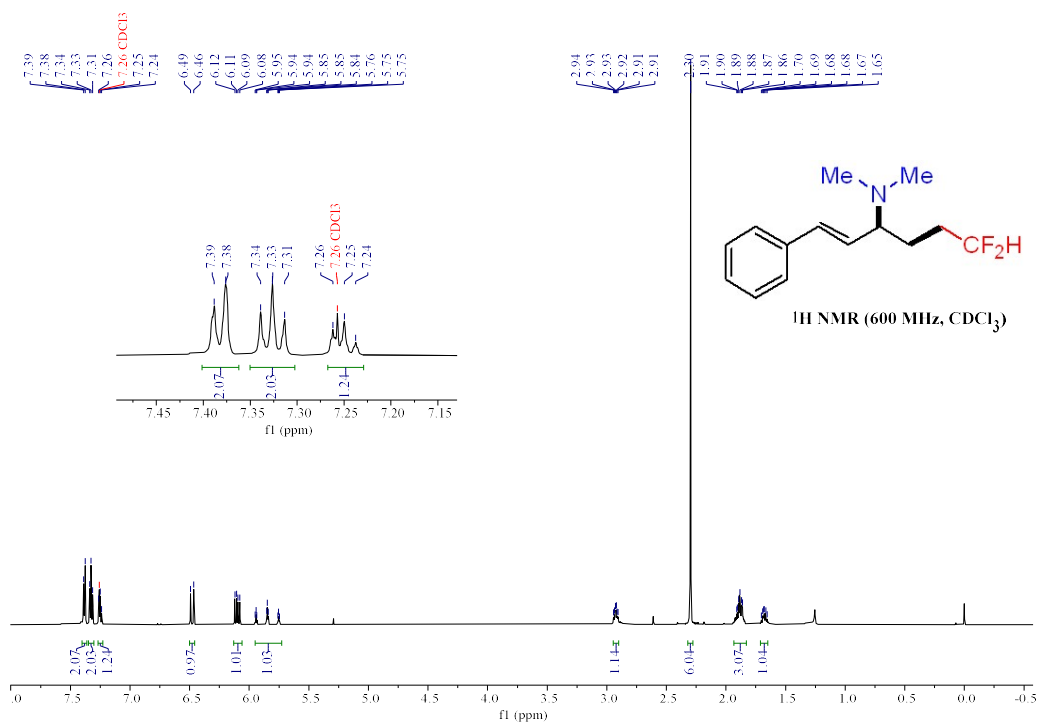 7.39 7.38 7.34 7.33 7.31 7.26 7.26 CDCl3 7.25 7.24 6.49 6.46 6.12 6.11 6.09 6.08 5.95 5.94 5.94 5.85 5.85 5.84 5.76 5.75 5.75 2.94 2.93 2.93 2.92 2.91 2.91 2.30 1.91 1.90 1.89 1.88 1.87 1.86 1.70 1.69 1.68 1.68 1.67 1.65
7.39 7.38 7.34 7.33 7.31 7.26 7.26 CDCl3 7.25 7.24
2.07 2.03 1.24
7.45 7.40 7.35 7.30 7.25 7.20 7.15
f1 (ppm)
Me Me
N
CF2H
1H NMR (600 MHz, CDCl3)
2.07 2.03 1.24 0.97 1.01 1.03 1.14 6.04 3.07 1.04
.0 7.5 7.0 6.5 6.0 5.5 5.0 4.5 4.0 3.5 3.0 2.5 2.0 1.5 1.0 0.5 0.0 -0.5
f1 (ppm)